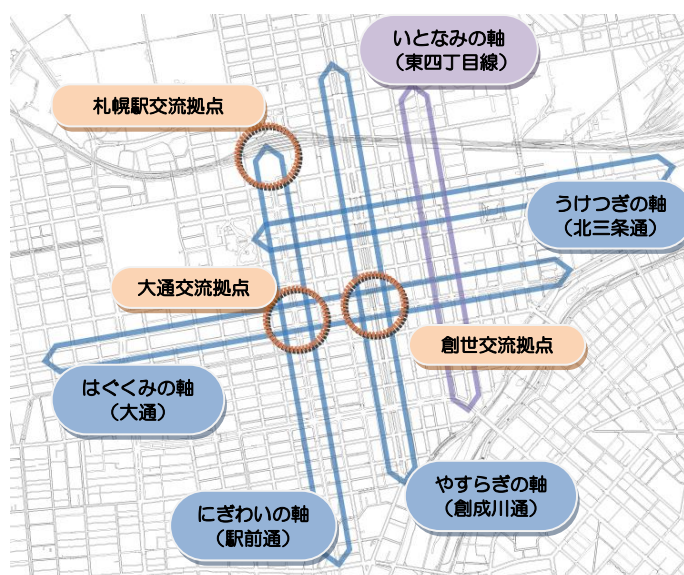 いとなみの軸
（東四丁目線）
札幌駅交流拠点
うけつぎの軸
（北三条通）
大通交流拠点
創世交流拠点
はぐくみの軸
（大通）
やすらぎの軸
（創成川通）
にぎわいの軸
（駅前通）